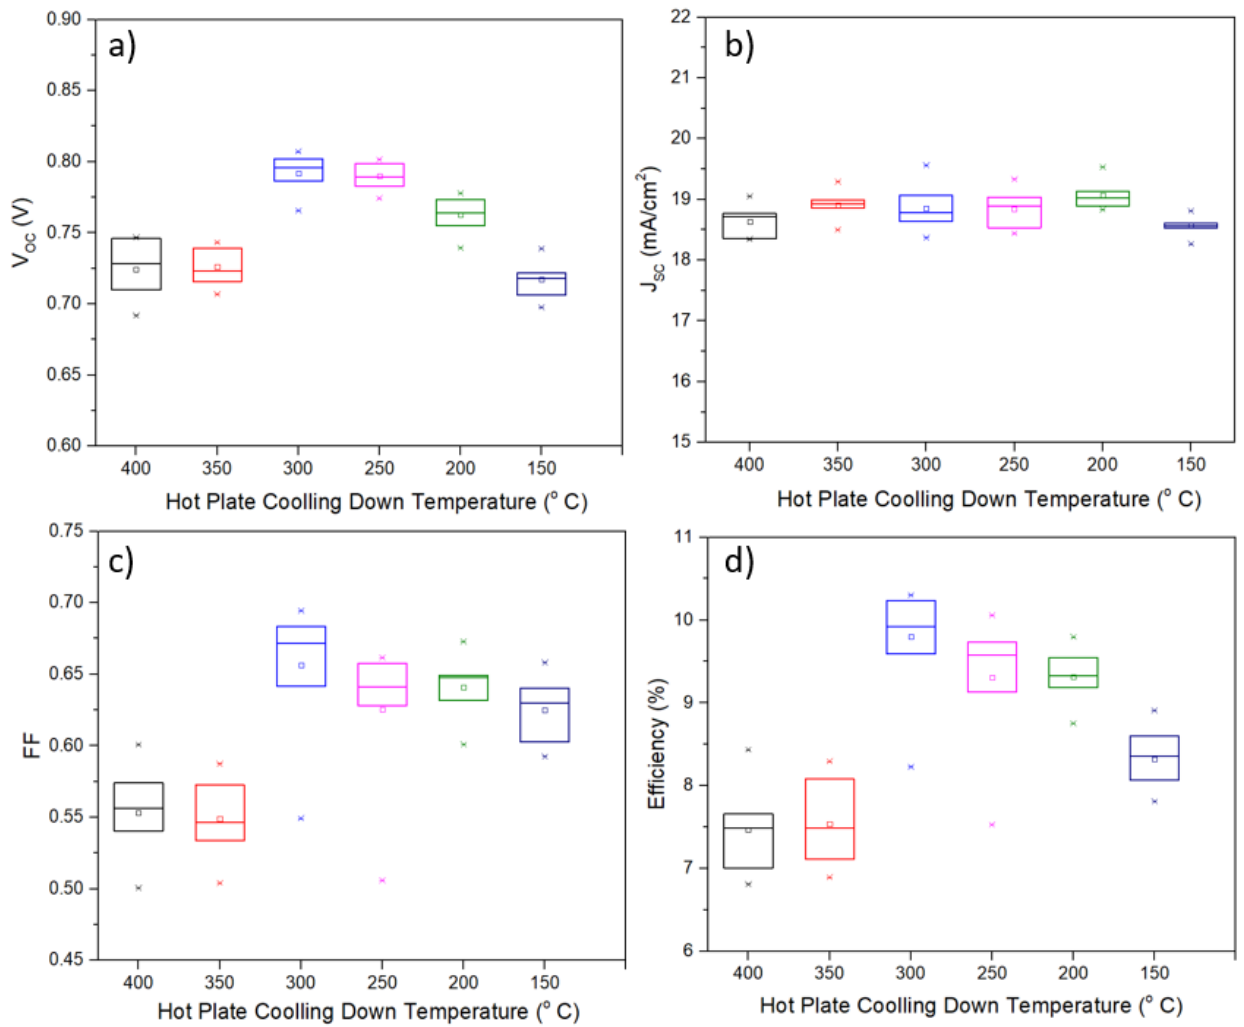 a)
0.90
0.85
0.80
0.75
0.70
0.65
0.60
V_OC (V)
400 350 300 250 200 150
Hot Plate Coolling Down Temperature (° C)
b)
22
21
20
19
18
17
16
15
J_SC (mA/cm²)
400 350 300 250 200 150
Hot Plate Coolling Down Temperature (° C)
c)
0.75
0.70
0.65
0.60
0.55
0.50
0.45
FF
400 350 300 250 200 150
Hot Plate Coolling Down Temperature (° C)
d)
11
10
9
8
7
6
Efficiency (%)
400 350 300 250 200 150
Hot Plate Coolling Down Temperature (° C)